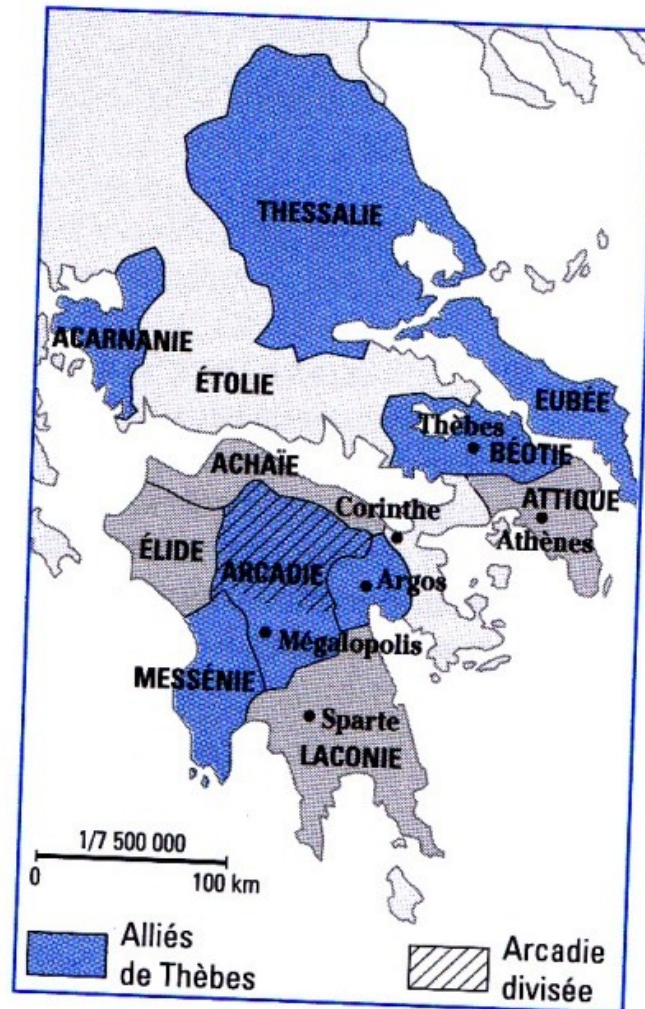 THESSALIE
ACARNANIE
ÉTOLIE
EUBÉE
Thèbes
BÉOTIE
ACHAÏE
Corinthe
ATTIQUE
Athènes
ÉLIDE
ARCADIE
Argos
Mégalopolis
MESSÉNIE
Sparte
LACONIE
1/7 500 000
0 100 km
Alliés
de Thèbes
Arcadie
divisée